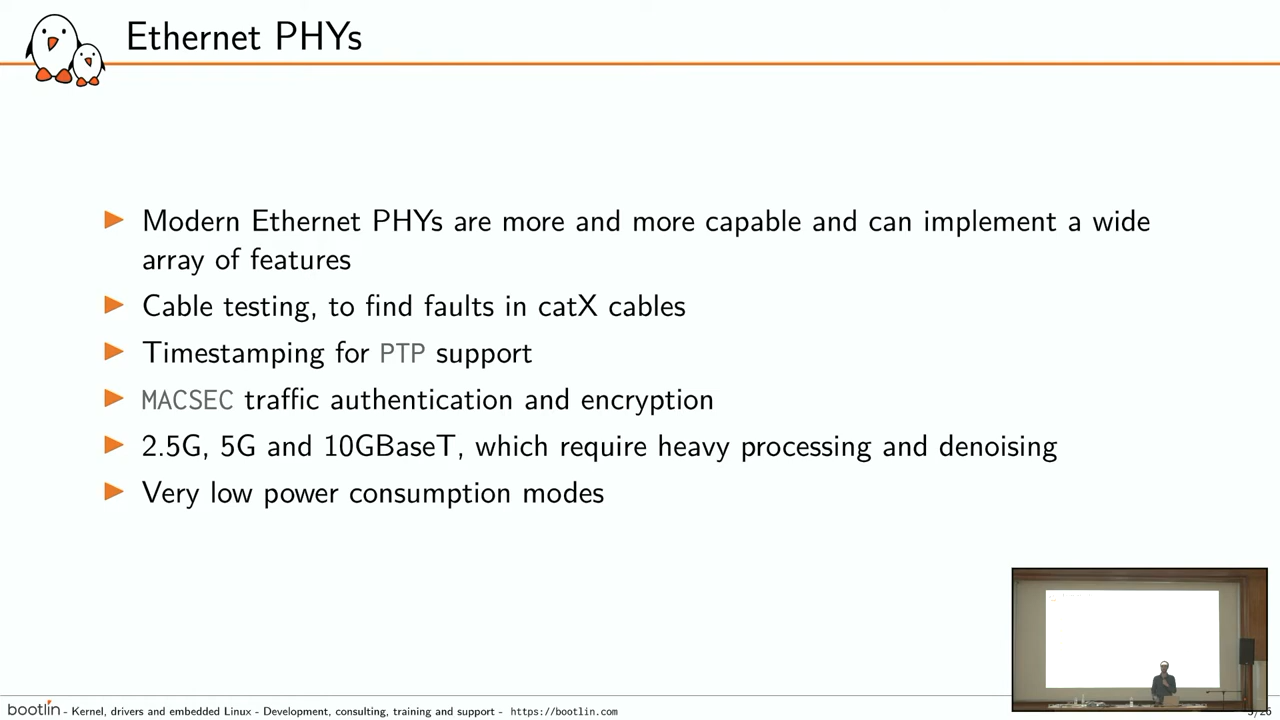 Ethernet PHYs
Modern Ethernet PHYs are more and more capable and can implement a wide
array of features
Cable testing, to find faults in catX cables
Timestamping for PTP support
MACSEC traffic authentication and encryption
2.5G, 5G and 10GBaseT, which require heavy processing and denoising
Very low power consumption modes
bootlin - Kernel, drivers and embedded Linux - Development, consulting, training and support - https://bootlin.com